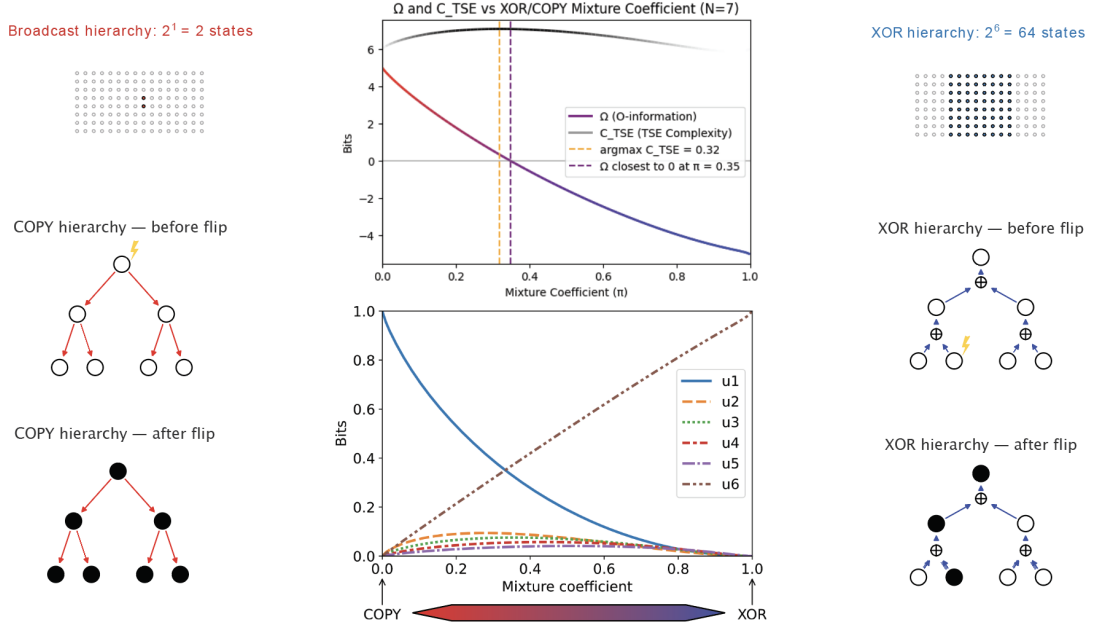 Broadcast hierarchy: 2¹ = 2 states
COPY hierarchy — before flip
COPY hierarchy — after flip
Ω and C_TSE vs XOR/COPY Mixture Coefficient (N=7)
6
4
2
0
−2
−4
Bits
Ω (O-information)
C_TSE (TSE Complexity)
argmax C_TSE = 0.32
Ω closest to 0 at π = 0.35
0.0 0.2 0.4 0.6 0.8 1.0
Mixture Coefficient (π)
1.0
0.8
0.6
0.4
0.2
0.0
Bits
u1
u2
u3
u4
u5
u6
0.0 0.2 0.4 0.6 0.8 1.0
Mixture coefficient
COPY XOR
XOR hierarchy: 2⁶ = 64 states
XOR hierarchy — before flip
XOR hierarchy — after flip